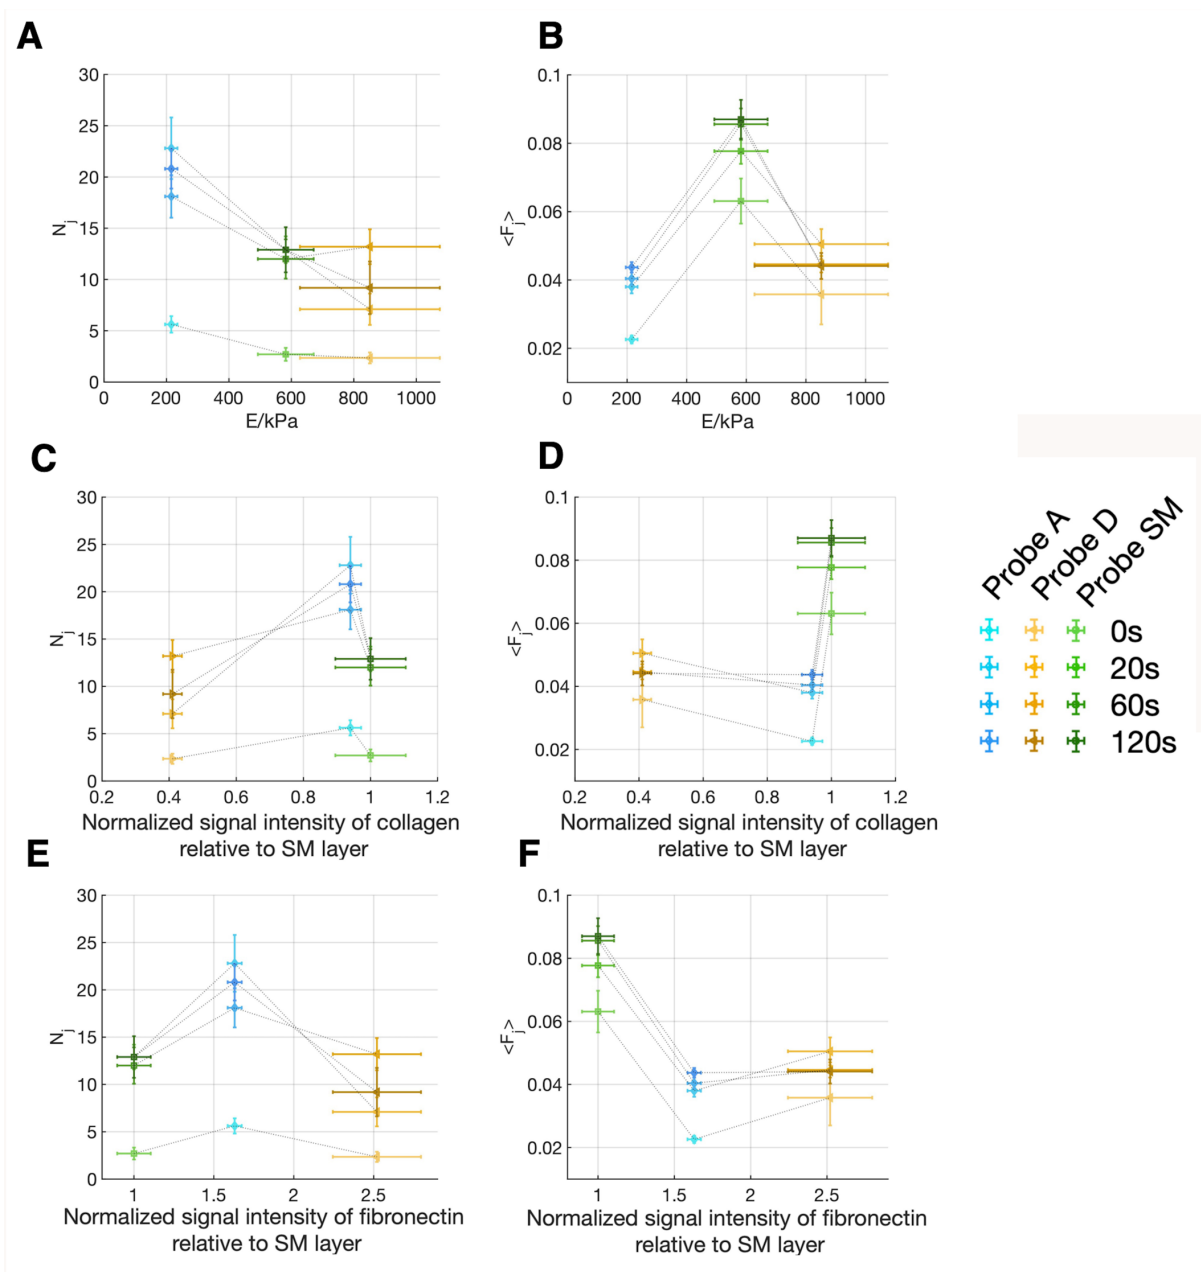 A
30
25
20
15
10
5
0
N_j
0 200 400 600 800 1000
E/kPa
B
0.1
0.08
0.06
0.04
0.02
<F_j>
0 200 400 600 800 1000
E/kPa
C
30
25
20
15
10
5
0
N_j
0.2 0.4 0.6 0.8 1 1.2
Normalized signal intensity of collagen
relative to SM layer
D
0.1
0.08
0.06
0.04
0.02
<F_j>
0.2 0.4 0.6 0.8 1 1.2
Normalized signal intensity of collagen
relative to SM layer
Probe A
Probe D
Probe SM
0s
20s
60s
120s
E
30
25
20
15
10
5
0
N_j
1 1.5 2 2.5
Normalized signal intensity of fibronectin
relative to SM layer
F
0.1
0.08
0.06
0.04
0.02
<F_j>
1 1.5 2 2.5
Normalized signal intensity of fibronectin
relative to SM layer